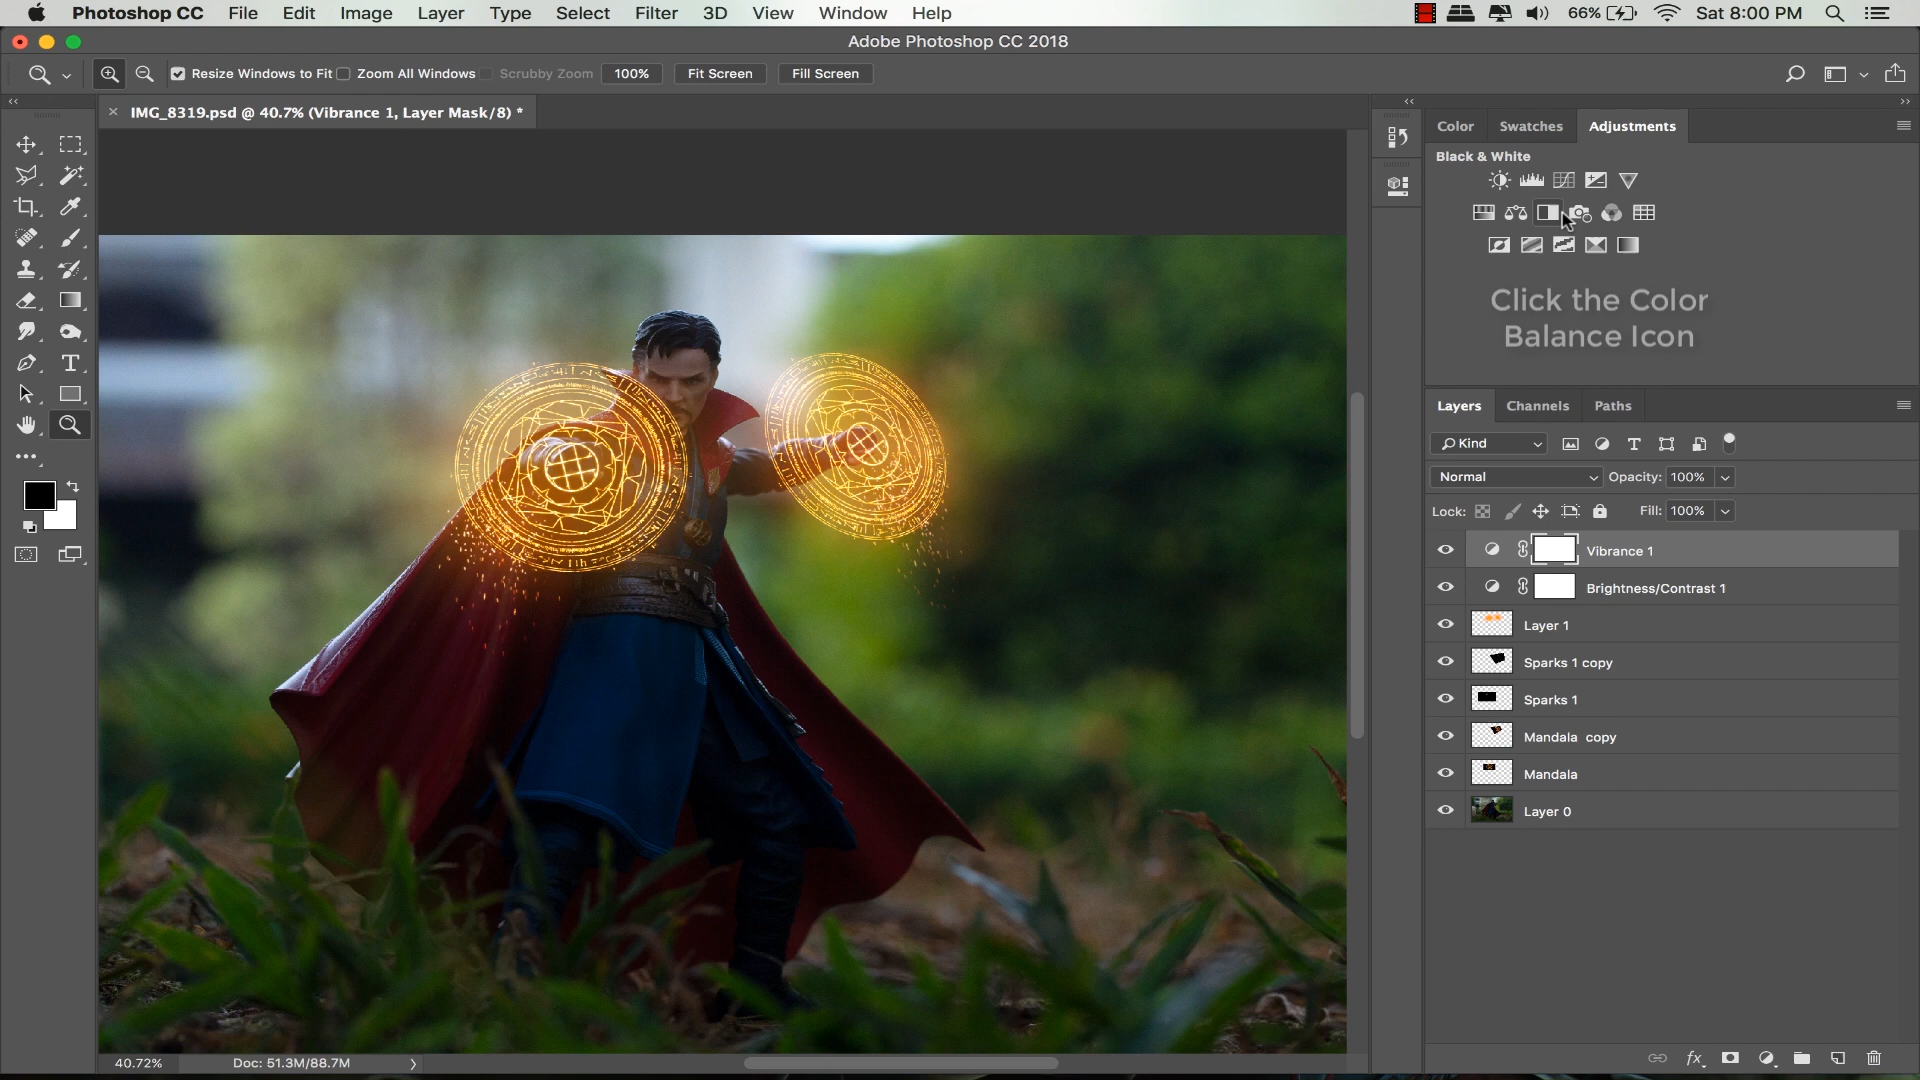 Photoshop CC File Edit Image Layer Type Select Filter 3D View Window Help 66% Sat 8:00 PM
Adobe Photoshop CC 2018
Resize Windows to Fit Zoom All Windows Scrubby Zoom 100% Fit Screen Fill Screen
IMG_8319.psd @ 40.7% (Vibrance 1, Layer Mask/8) *
Color Swatches Adjustments
Black & White
Click the Color
Balance Icon
Layers Channels Paths
Kind
Normal Opacity: 100%
Lock: Fill: 100%
Vibrance 1
Brightness/Contrast 1
Layer 1
Sparks 1 copy
Sparks 1
Mandala copy
Mandala
Layer 0
40.72% Doc: 51.3M/88.7M